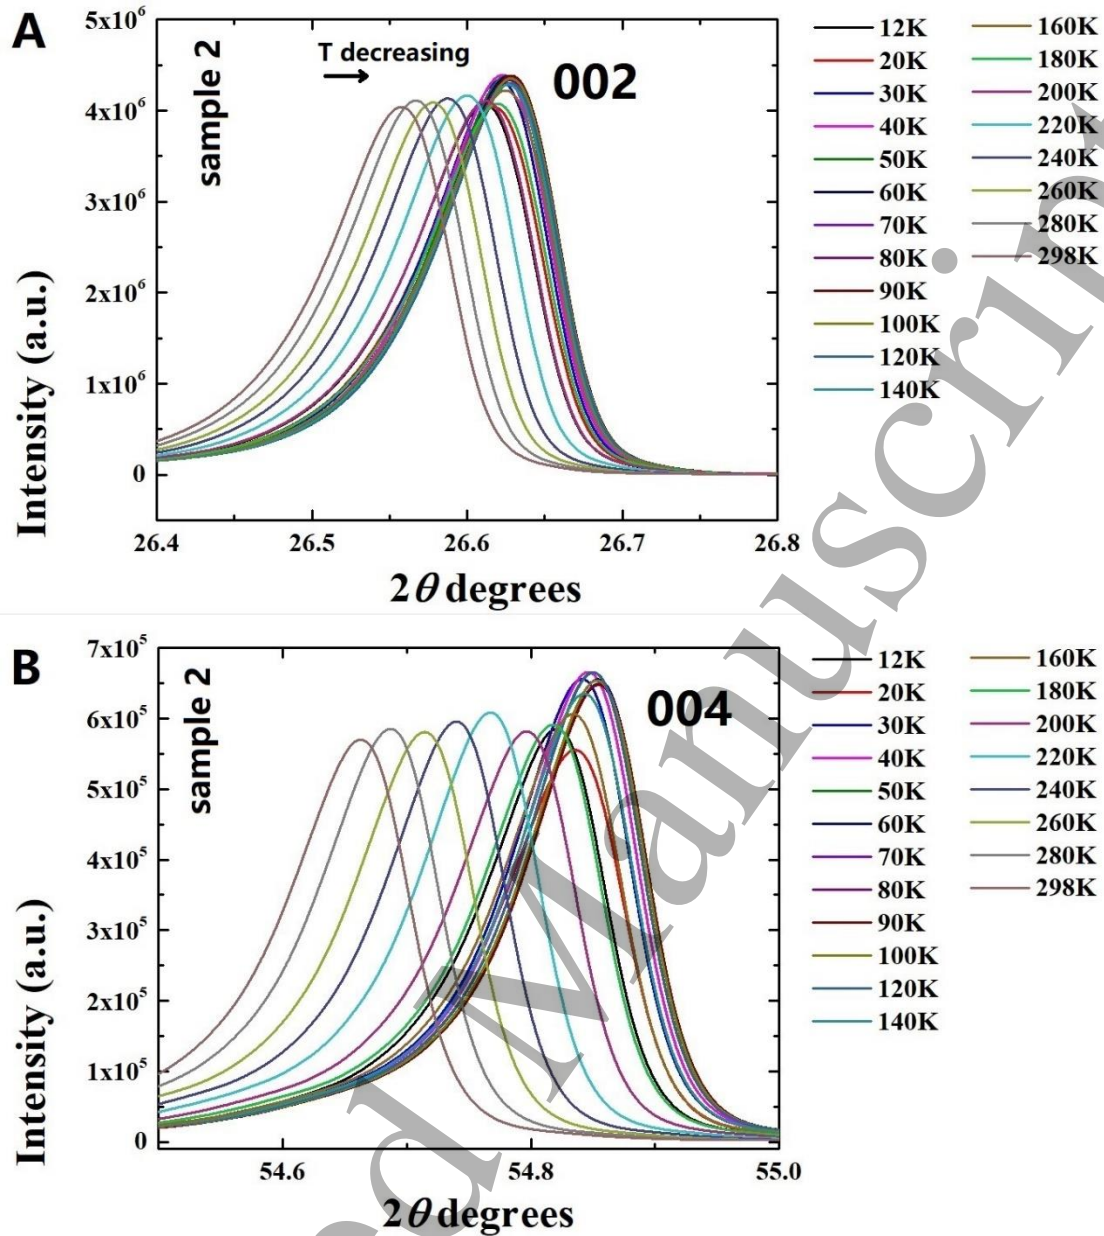 A
sample 2
T decreasing
002
5x10⁶
4x10⁶
3x10⁶
2x10⁶
1x10⁶
0
Intensity (a.u.)
26.4 26.5 26.6 26.7 26.8
2θ degrees
12K
20K
30K
40K
50K
60K
70K
80K
90K
100K
120K
140K
160K
180K
200K
220K
240K
260K
280K
298K
B
sample 2
004
7x10⁵
6x10⁵
5x10⁵
4x10⁵
3x10⁵
2x10⁵
1x10⁵
0
Intensity (a.u.)
54.6 54.8 55.0
2θ degrees
12K
20K
30K
40K
50K
60K
70K
80K
90K
100K
120K
140K
160K
180K
200K
220K
240K
260K
280K
298K